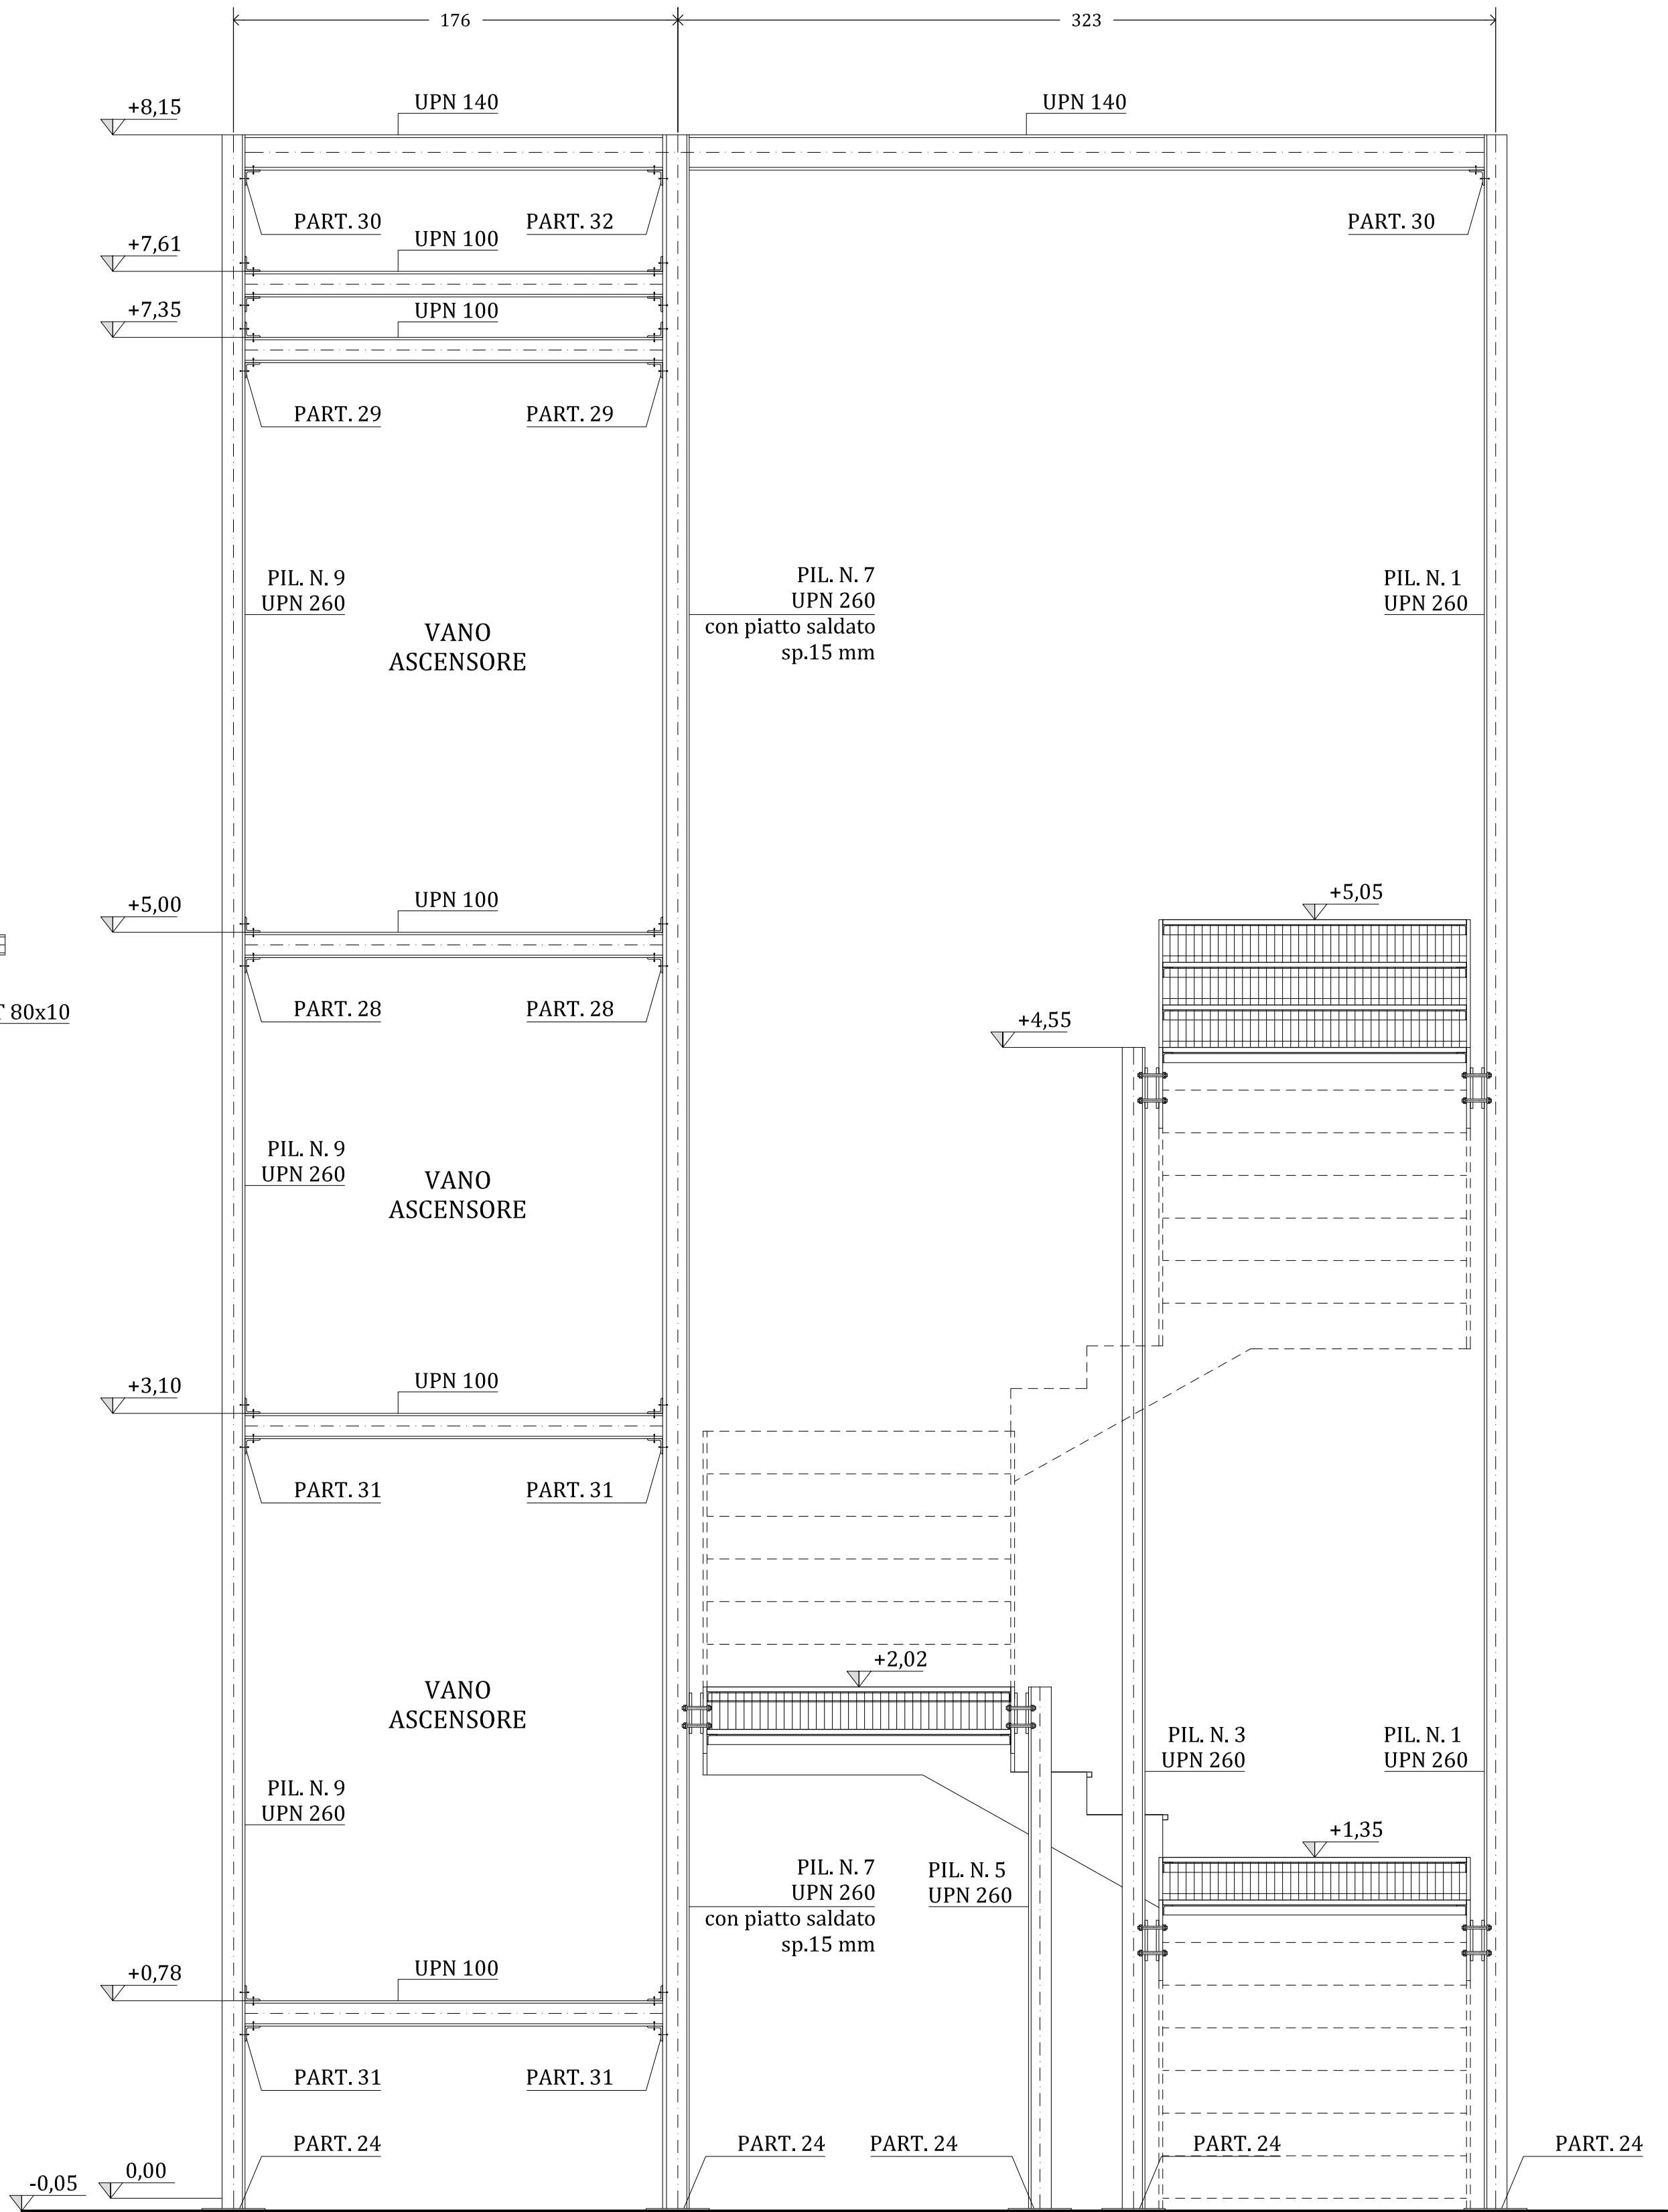 176
323
+8,15
UPN 140
UPN 140
PART. 30
PART. 32
PART. 30
+7,61
UPN 100
+7,35
UPN 100
PART. 29
PART. 29
PIL. N. 9
UPN 260
VANO
ASCENSORE
PIL. N. 7
UPN 260
con piatto saldato
sp.15 mm
PIL. N. 1
UPN 260
+5,00
UPN 100
+5,05
PART. 28
PART. 28
80x10
+4,55
PIL. N. 9
UPN 260
VANO
ASCENSORE
+3,10
UPN 100
PART. 31
PART. 31
+2,02
VANO
ASCENSORE
PIL. N. 3
UPN 260
PIL. N. 1
UPN 260
PIL. N. 9
UPN 260
+1,35
PIL. N. 7
UPN 260
con piatto saldato
sp.15 mm
PIL. N. 5
UPN 260
+0,78
UPN 100
PART. 31
PART. 31
PART. 24
PART. 24
PART. 24
PART. 24
PART. 24
0,00
-0,05